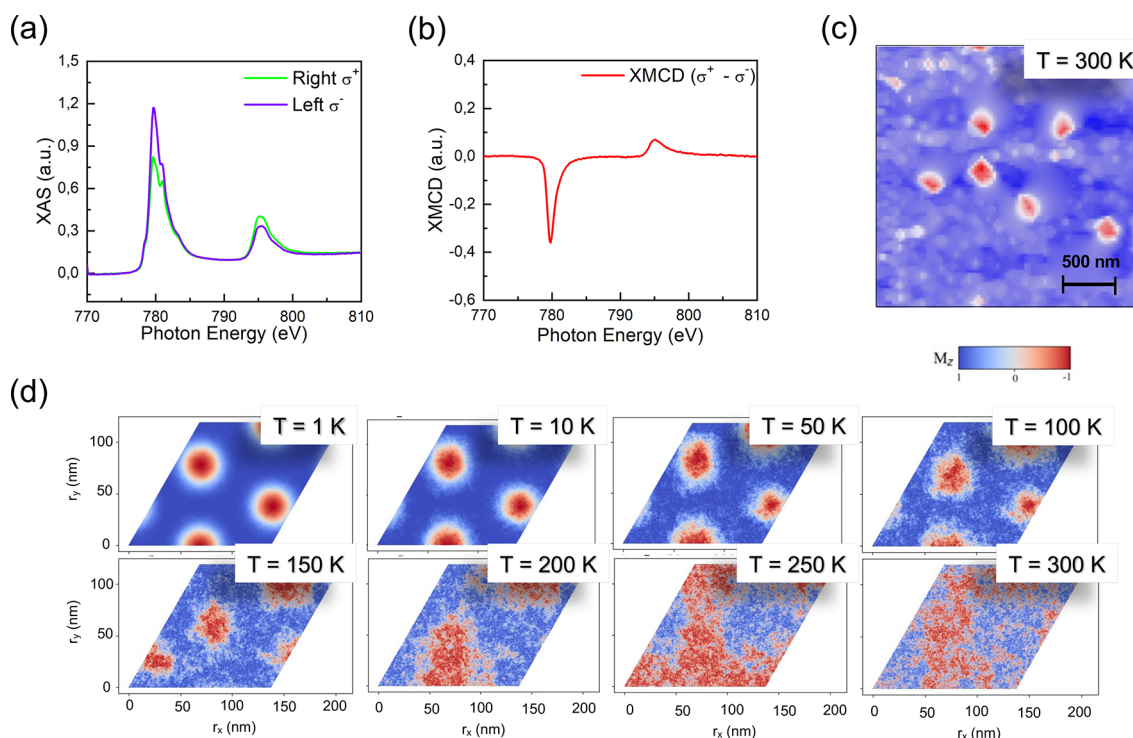 (a)
1,5
1,2
0,9
0,6
0,3
0,0
XAS (a.u.)
Right σ+
Left σ-
770 780 790 800 810
Photon Energy (eV)
(b)
0,4
0,2
0,0
-0,2
-0,4
-0,6
XMCD (a.u.)
XMCD (σ+ - σ-)
770 780 790 800 810
Photon Energy (eV)
(c)
T = 300 K
500 nm
Mz
1 0 -1
(d)
T = 1 K
T = 10 K
T = 50 K
T = 100 K
100
50
0
ry (nm)
T = 150 K
T = 200 K
T = 250 K
T = 300 K
100
50
0
ry (nm)
0 50 100 150 200
0 50 100 150 200
0 50 100 150 200
0 50 100 150 200
rx (nm)
rx (nm)
rx (nm)
rx (nm)